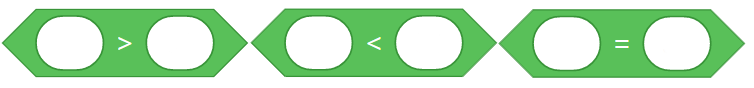 > < =